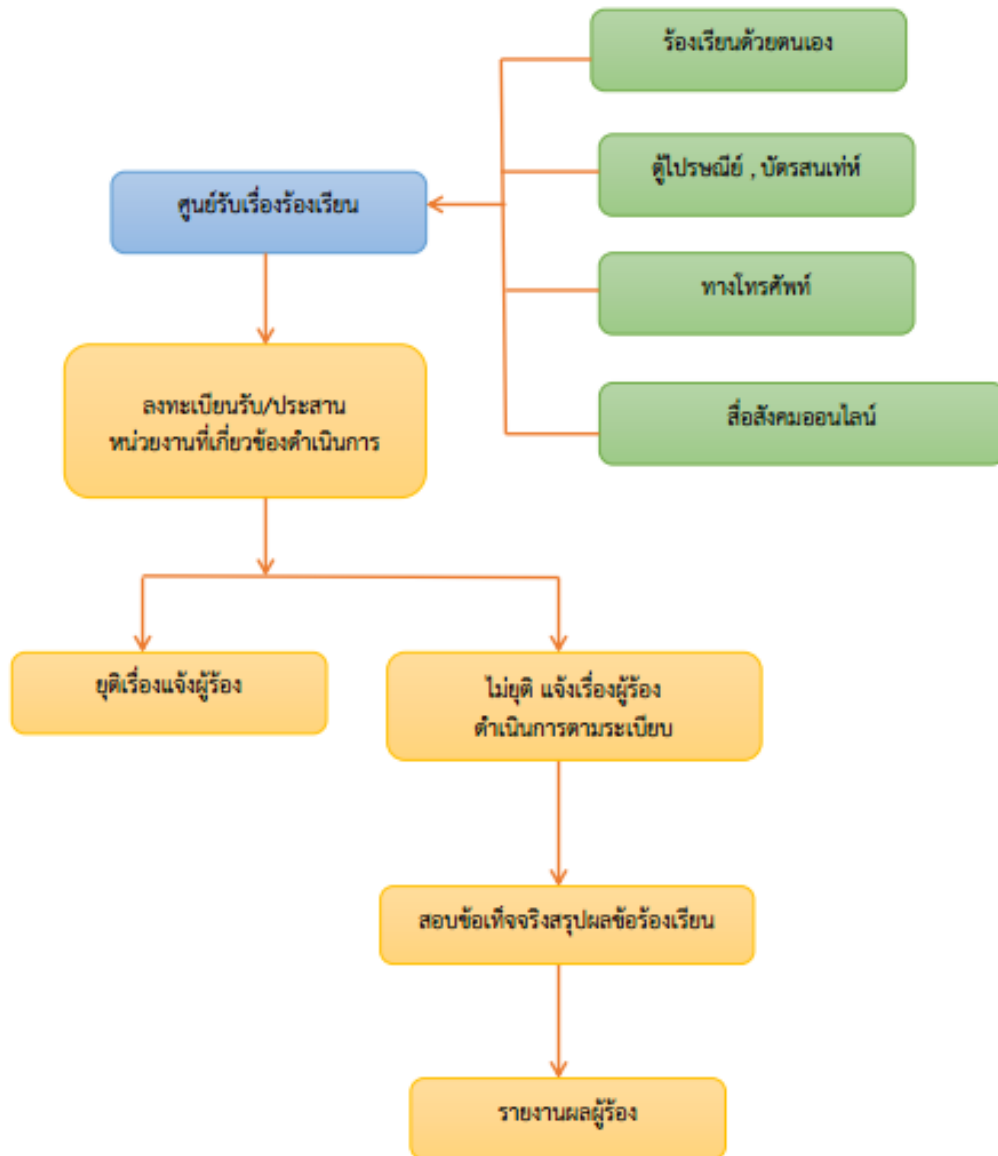 ร้องเรียนด้วยตนเอง
ตู้ไปรษณีย์ , บัตรสนเท่ห์
ศูนย์รับเรื่องร้องเรียน
ทางโทรศัพท์
ลงทะเบียนรับ/ประสาน
หน่วยงานที่เกี่ยวข้องดำเนินการ
สื่อสังคมออนไลน์
ยุติเรื่องแจ้งผู้ร้อง
ไม่ยุติ แจ้งเรื่องผู้ร้อง
ดำเนินการตามระเบียบ
สอบข้อเท็จจริงสรุปผลข้อร้องเรียน
รายงานผลผู้ร้อง